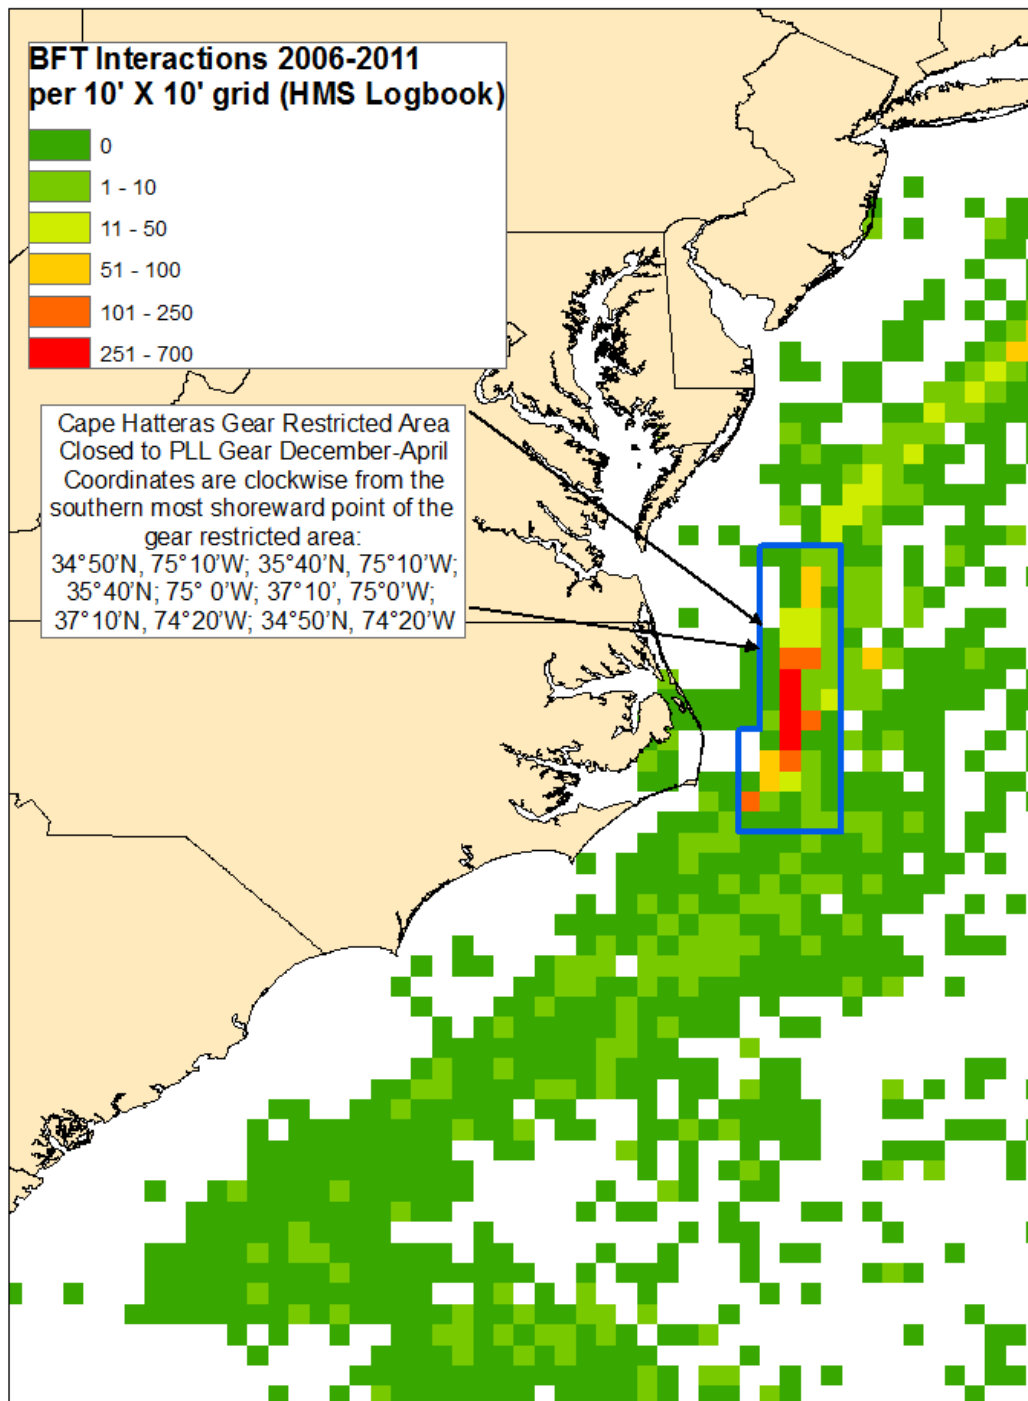 BFT Interactions 2006-2011
per 10' X 10' grid (HMS Logbook)
0
1 - 10
11 - 50
51 - 100
101 - 250
251 - 700
Cape Hatteras Gear Restricted Area
Closed to PLL Gear December-April
Coordinates are clockwise from the
southern most shoreward point of the
gear restricted area:
34°50’N, 75°10’W; 35°40’N, 75°10’W;
35°40’N; 75° 0’W; 37°10’, 75°0’W;
37°10’N, 74°20’W; 34°50’N, 74°20’W